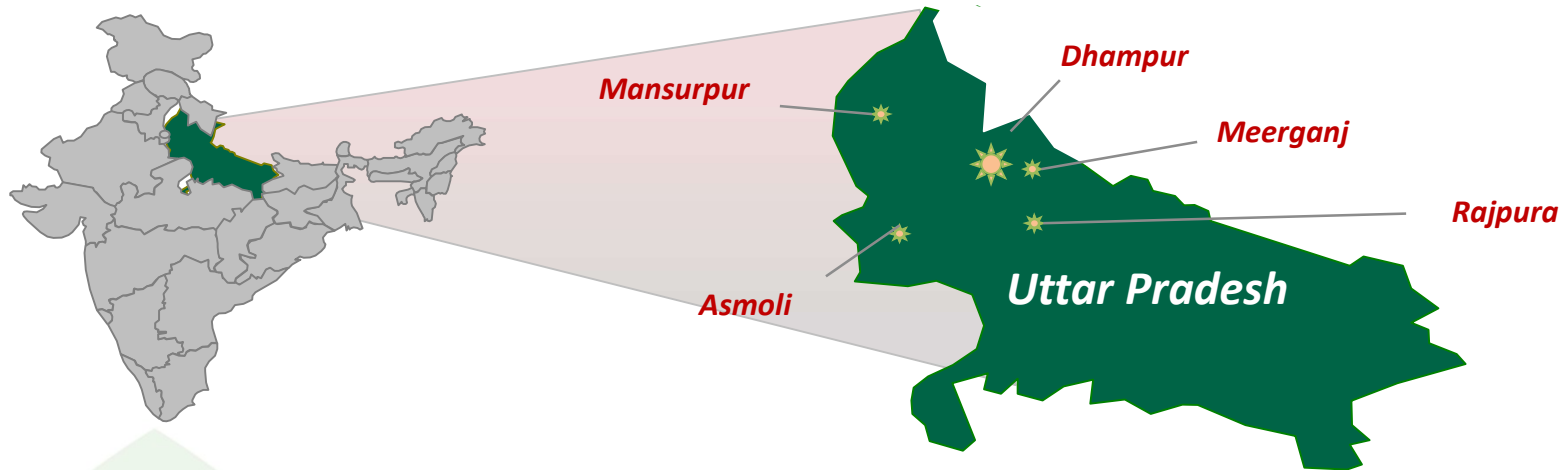 Dhampur
Mansurpur
Meerganj
Rajpura
Asmoli
Uttar Pradesh